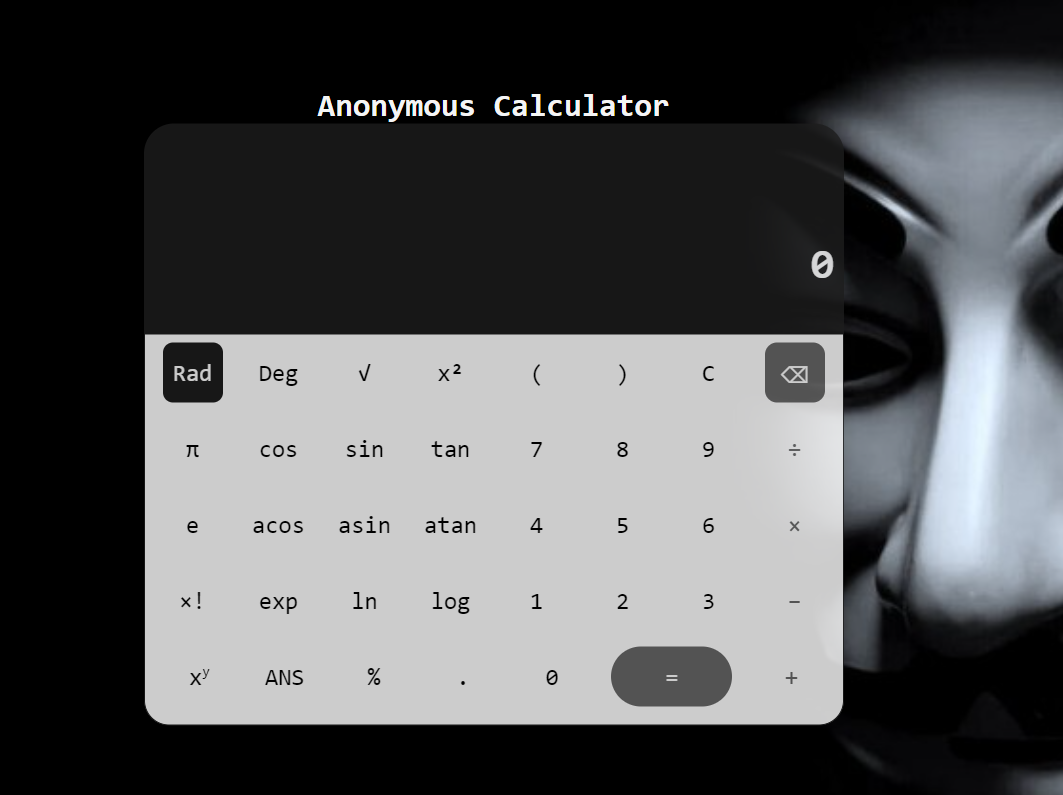 Anonymous Calculator
0
Rad Deg √ x² ( ) C ⌫
π cos sin tan 7 8 9 ÷
e acos asin atan 4 5 6 ×
×! exp ln log 1 2 3 −
xʸ ANS % . 0 = +